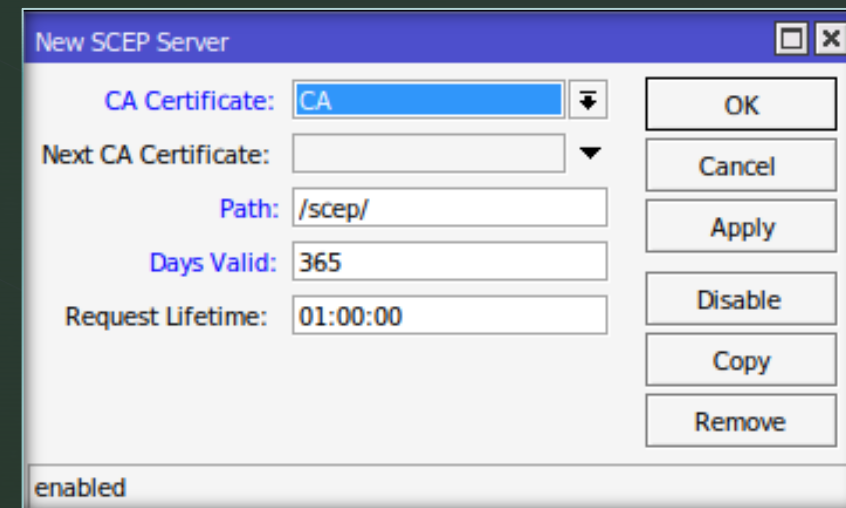 New SCEP Server
CA Certificate: CA
Next CA Certificate:
Path: /scep/
Days Valid: 365
Request Lifetime: 01:00:00
OK
Cancel
Apply
Disable
Copy
Remove
enabled